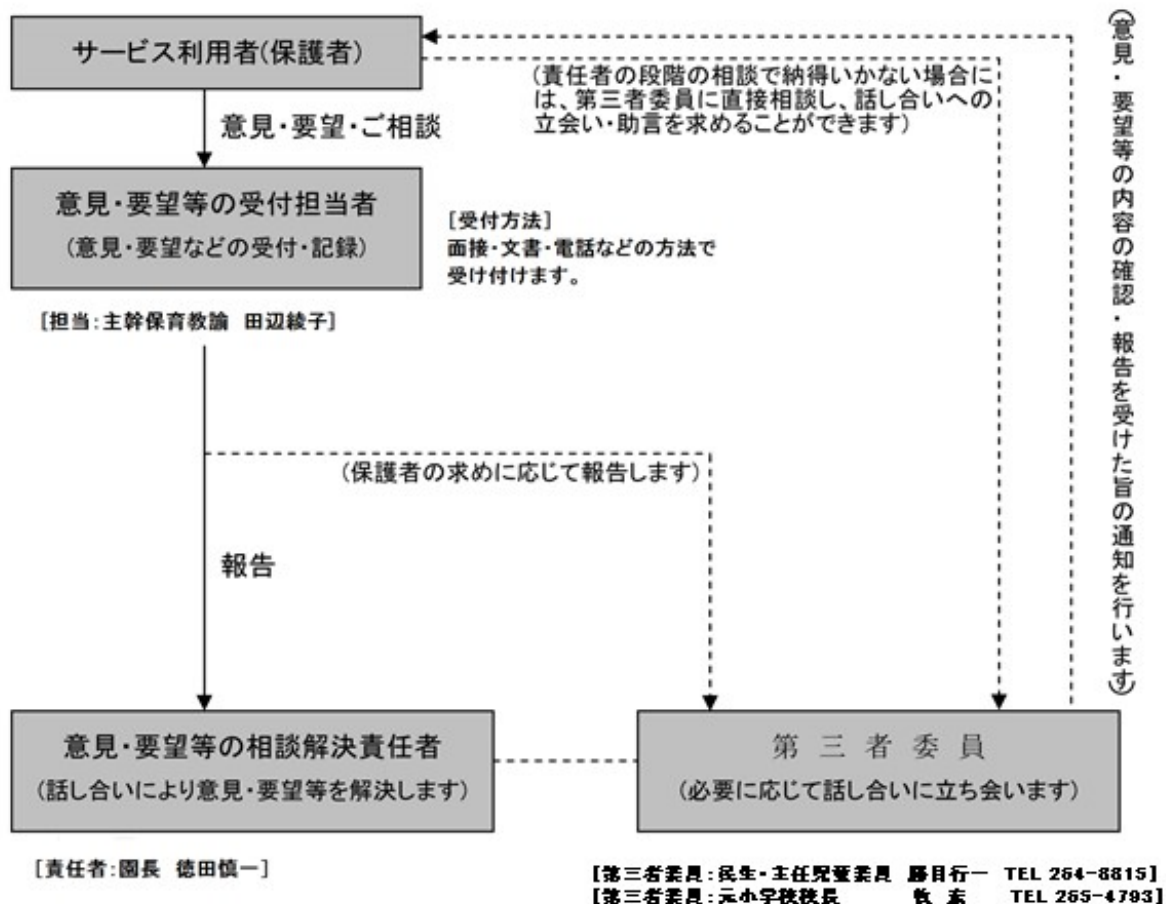 サービス利用者(保護者)
(責任者の段階の相談で納得いかない場合に
は、第三者委員に直接相談し、話し合いへの
立会い・助言を求めることができます)
意見・要望・ご相談
意見・要望等の受付担当者
(意見・要望などの受付・記録)
[受付方法]
面接・文書・電話などの方法で
受け付けます。
[担当:主幹保育教諭 田辺綾子]
(意見・要望等の内容の確認・報告を受けた旨の通知を行います)
(保護者の求めに応じて報告します)
報告
意見・要望等の相談解決責任者
(話し合いにより意見・要望等を解決します)
第三者委員
(必要に応じて話し合いに立ち会います)
[責任者:園長 徳田慎一]
[第三者委員:民生・主任児童委員 勝目行一 TEL 264-8815]
[第三者委員:元小学校校長 TEL 265-4793]